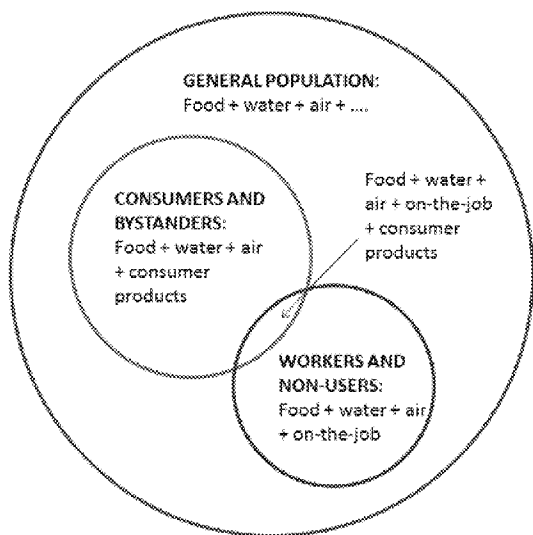 GENERAL POPULATION:
Food + water + air + ....
CONSUMERS AND
BYSTANDERS:
Food + water + air
+ consumer
products
Food + water +
air + on-the-job
+ consumer
products
WORKERS AND
NON-USERS:
Food + water + air
+ on-the-job